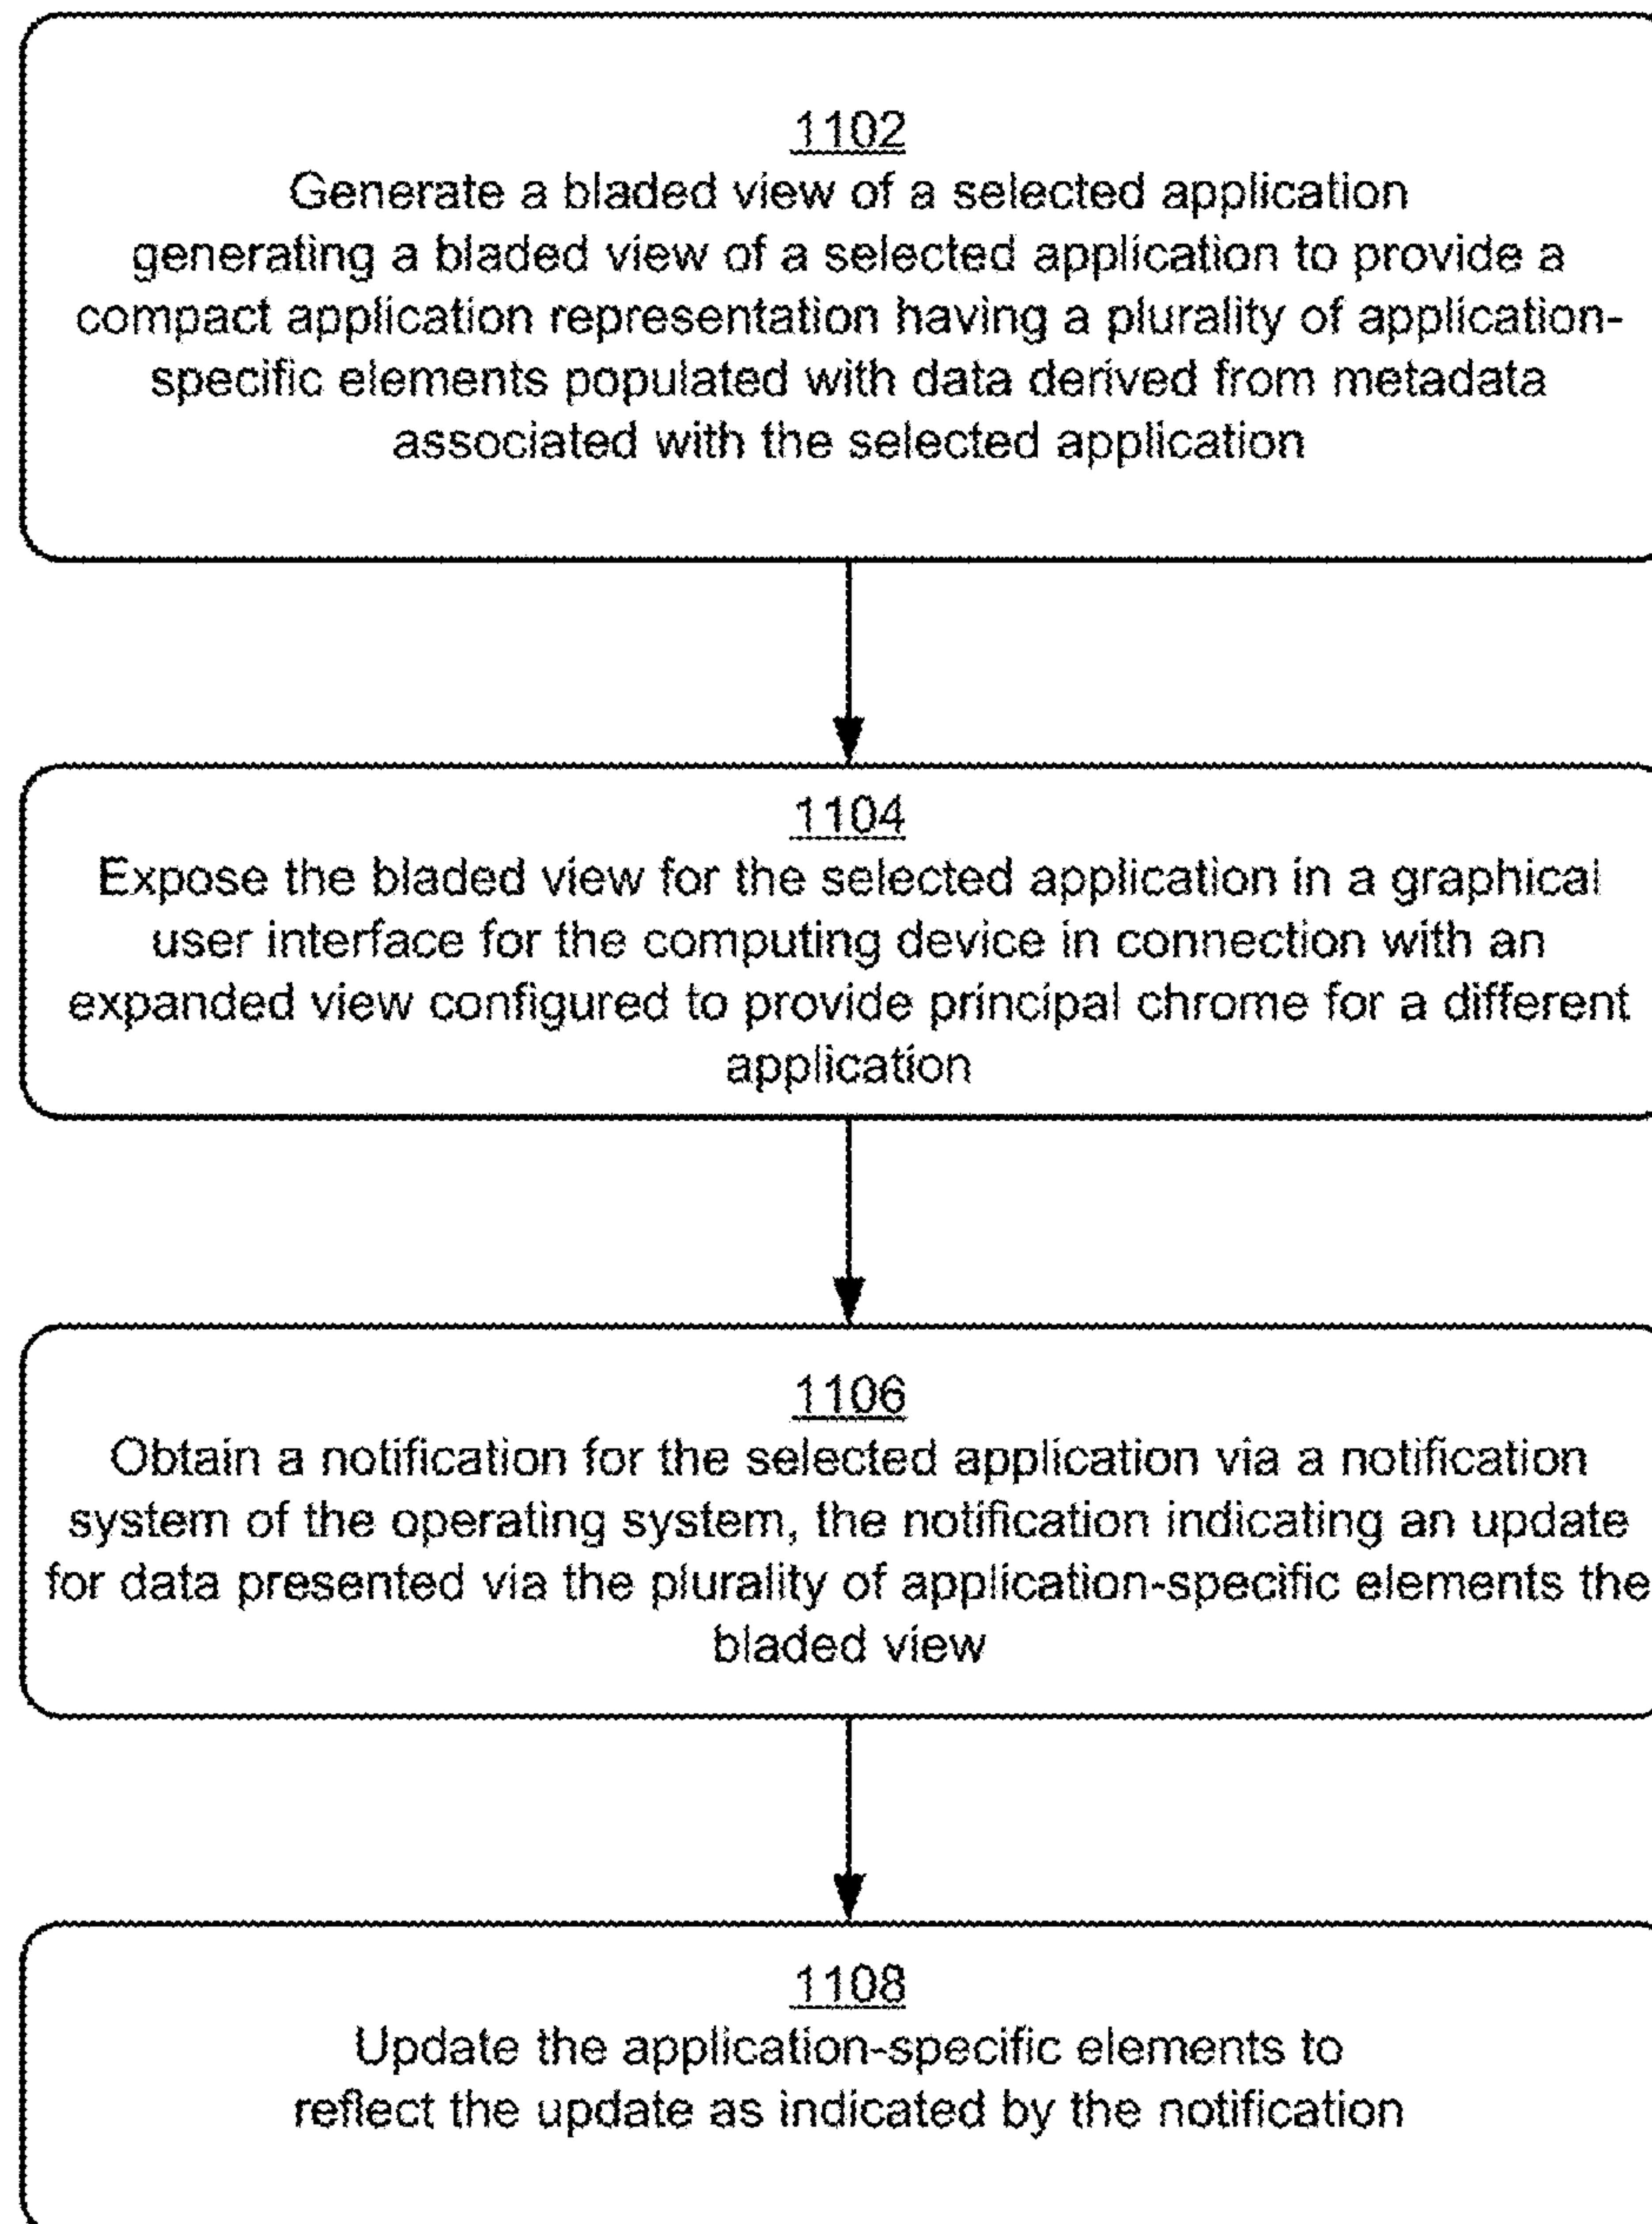 1102
Generate a bladed view of a selected application
generating a bladed view of a selected application to provide a
compact application representation having a plurality of application-
specific elements populated with data derived from metadata
associated with the selected application
1104
Expose the bladed view for the selected application in a graphical
user interface for the computing device in connection with an
expanded view configured to provide principal chrome for a different
application
1106
Obtain a notification for the selected application via a notification
system of the operating system, the notification indicating an update
for data presented via the plurality of application-specific elements the
bladed view
1108
Update the application-specific elements to
reflect the update as indicated by the notification